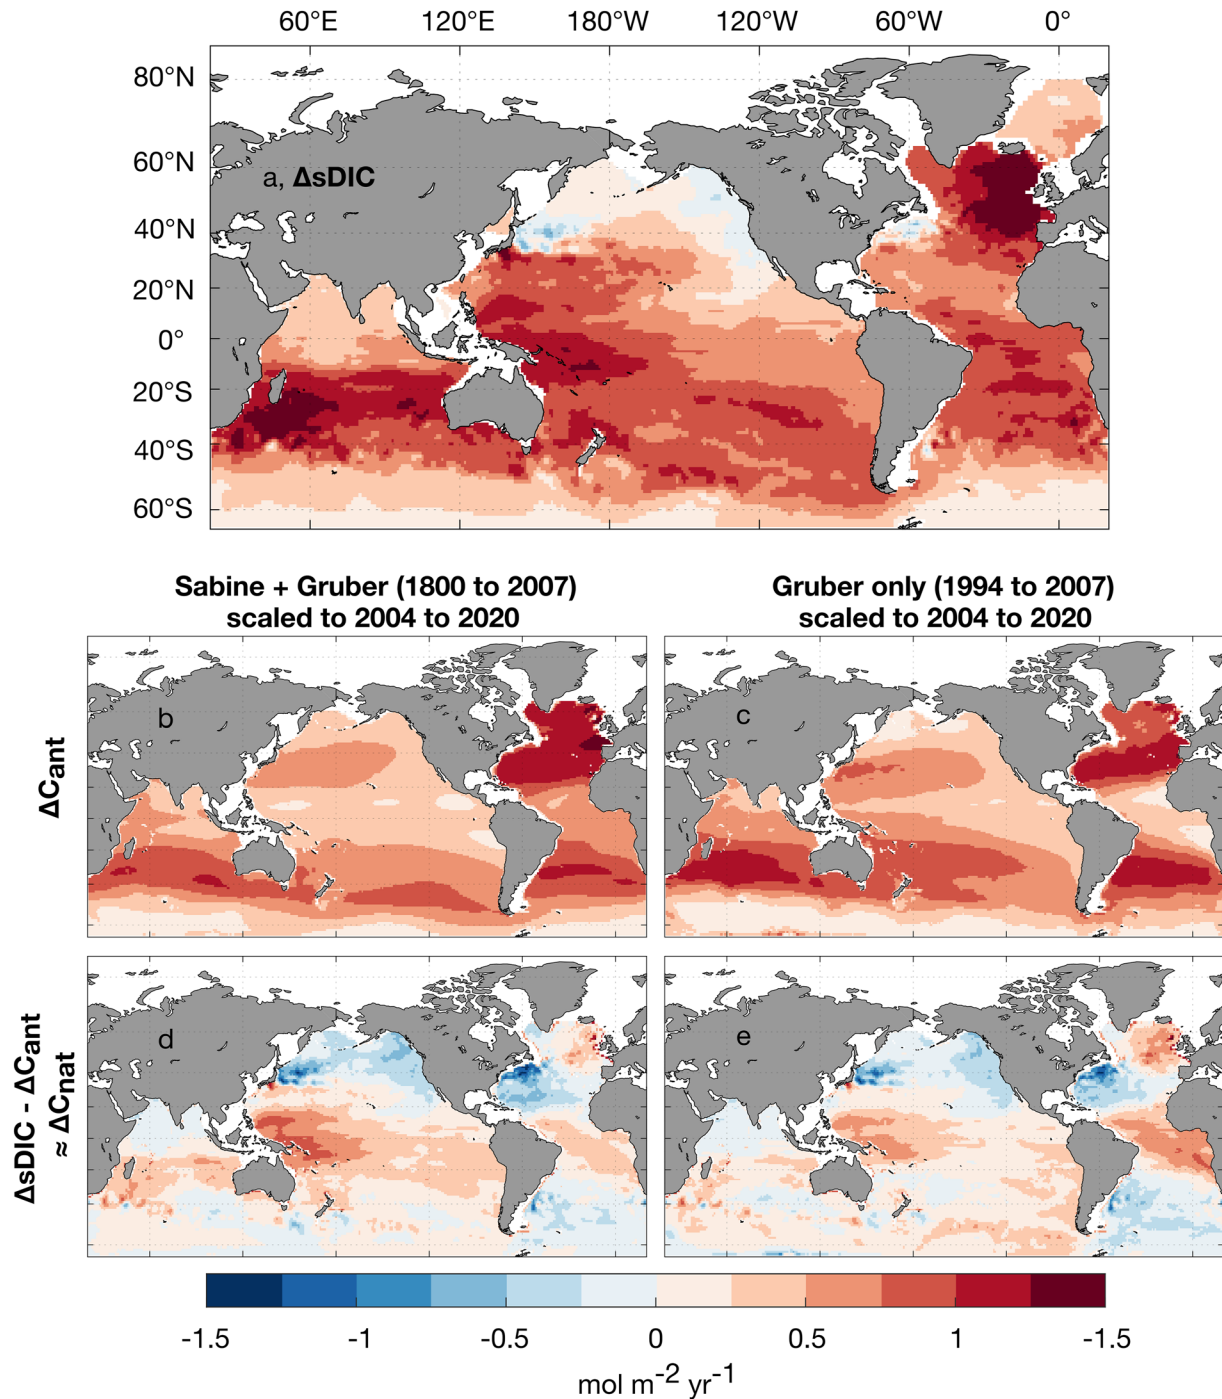 60°E 120°E 180°W 120°W 60°W 0°
80°N
60°N
40°N
20°N
0°
20°S
40°S
60°S
a, ΔsDIC
Sabine + Gruber (1800 to 2007)
scaled to 2004 to 2020
Gruber only (1994 to 2007)
scaled to 2004 to 2020
ΔCant
b
c
ΔsDIC - ΔCant
≈ ΔCnat
d
e
-1.5 -1 -0.5 0 0.5 1 -1.5
mol m-2 yr-1